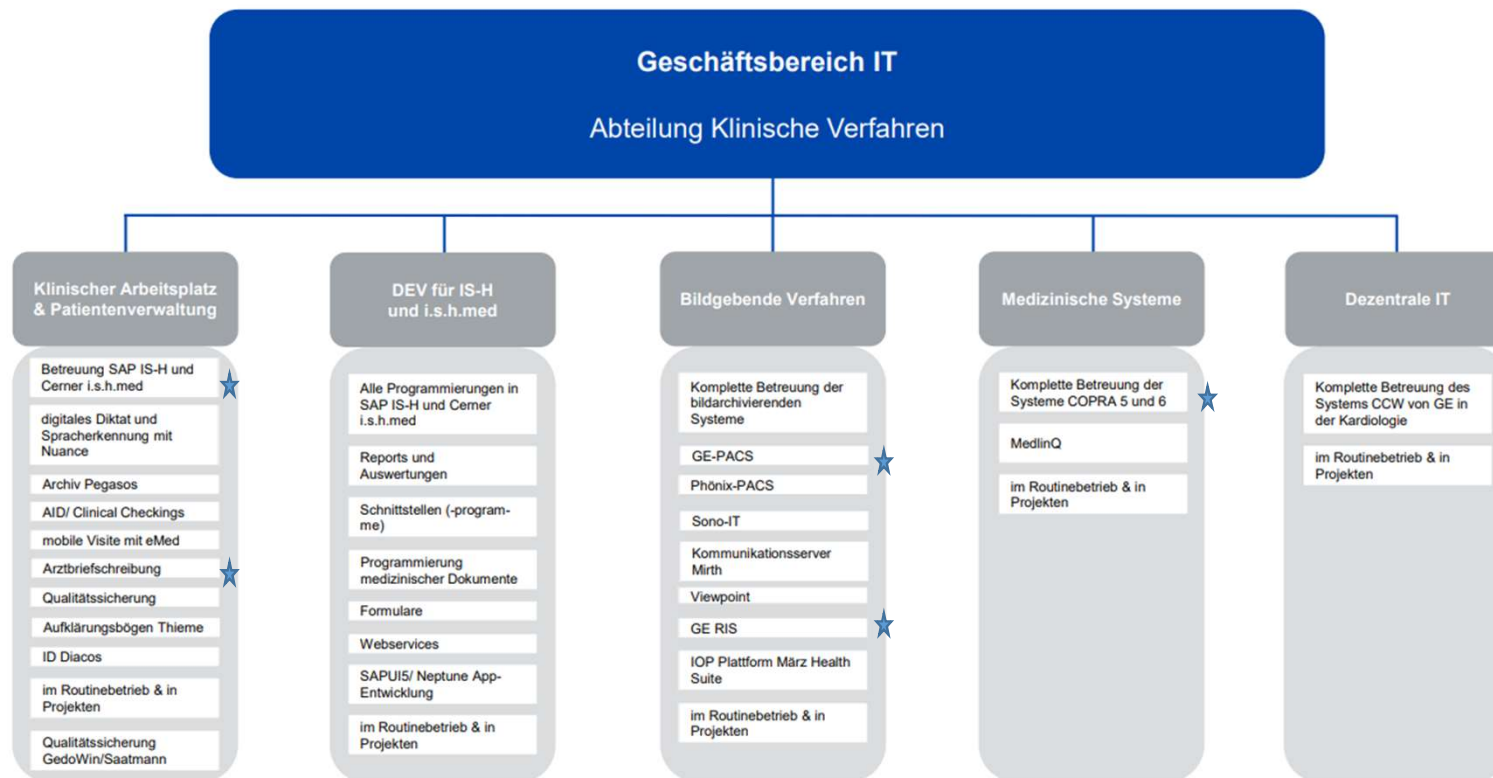 Geschäftsbereich IT
Abteilung Klinische Verfahren
Klinischer Arbeitsplatz
& Patientenverwaltung
Betreuung SAP IS-H und
Cerner i.s.h.med
digitales Diktat und
Spracherkennung mit
Nuance
Archiv Pegasos
AID/ Clinical Checkings
mobile Visite mit eMed
Arztbriefschreibung
Qualitätssicherung
Aufklärungsbögen Thieme
ID Diacos
im Routinebetrieb & in
Projekten
Qualitätssicherung
GedoWin/Saatmann
DEV für IS-H
und i.s.h.med
Alle Programmierungen in
SAP IS-H und Cerner
i.s.h.med
Reports und
Auswertungen
Schnittstellen (-program-
me)
Programmierung
medizinischer Dokumente
Formulare
Webservices
SAPUI5/ Neptune App-
Entwicklung
im Routinebetrieb & in
Projekten
Bildgebende Verfahren
Komplette Betreuung der
bildarchivierenden
Systeme
GE-PACS
Phönix-PACS
Sono-IT
Kommunikationsserver
Mirth
Viewpoint
GE RIS
IOP Plattform März Health
Suite
im Routinebetrieb & in
Projekten
Medizinische Systeme
Komplette Betreuung der
Systeme COPRA 5 und 6
MedlinQ
im Routinebetrieb & in
Projekten
Dezentrale IT
Komplette Betreuung des
Systems CCW von GE in
der Kardiologie
im Routinebetrieb & in
Projekten